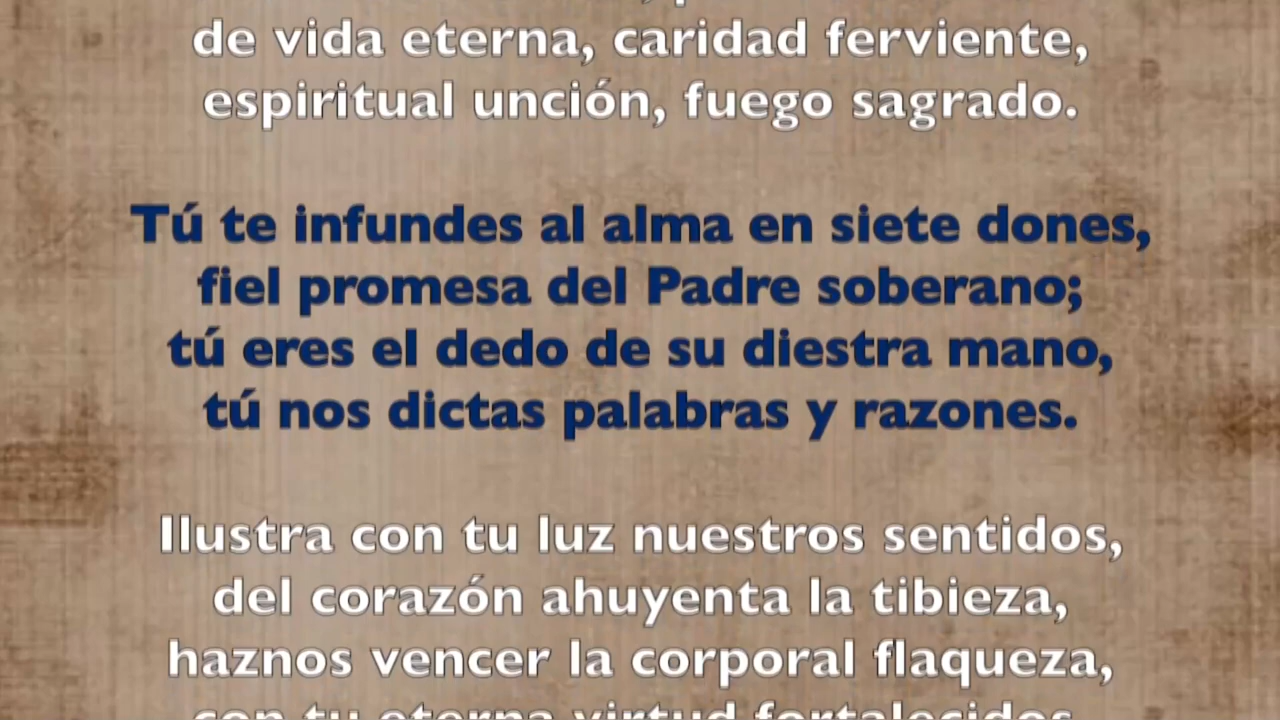 de vida eterna, caridad ferviente,
espiritual unción, fuego sagrado.
Tú te infundes al alma en siete dones,
fiel promesa del Padre soberano;
tú eres el dedo de su diestra mano,
tú nos dictas palabras y razones.
Ilustra con tu luz nuestros sentidos,
del corazón ahuyenta la tibieza,
haznos vencer la corporal flaqueza,
con tu eterna virtud fortalecidos.